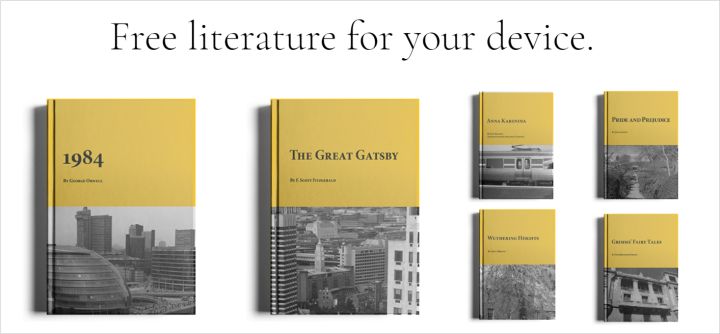 Free literature for your device.
1984
By George Orwell
The Great Gatsby
By F. Scott Fitzgerald
Anna Karenina
Pride and Prejudice
Wuthering Heights
Grimms' Fairy Tales